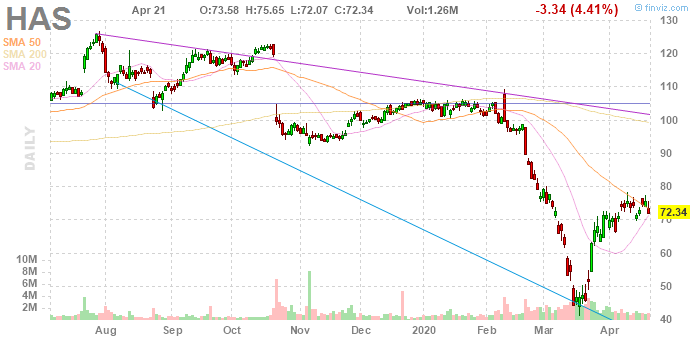 HAS
Apr 21 O:73.58 H:75.65 L:72.07 C:72.34 Vol:1.26M -3.34 (4.41%)
© finviz.com
SMA 50
SMA 200
SMA 20
DAILY
130
120
110
100
90
80
72.34
70
60
50
40
10M
8M
6M
4M
2M
Aug Sep Oct Nov Dec 2020 Feb Mar Apr